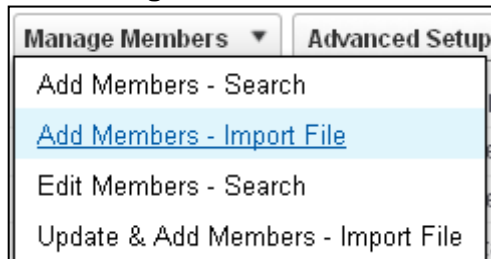 Manage Members ▼ Advanced Setup
Add Members - Search
Add Members - Import File
Edit Members - Search
Update & Add Members - Import File